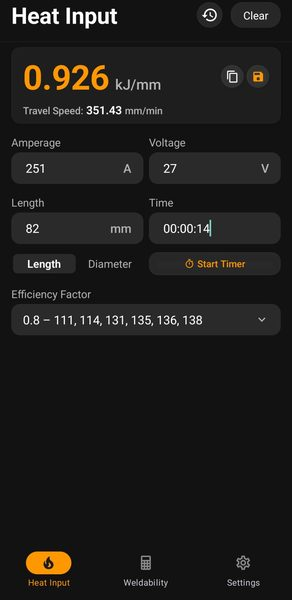 Heat Input
Clear
0.926 kJ/mm
Travel Speed: 351.43 mm/min
Amperage
Voltage
251 A
27 V
Length
Time
82 mm
00:00:14
Length
Diameter
Start Timer
Efficiency Factor
0.8 – 111, 114, 131, 135, 136, 138
Heat Input
Weldability
Settings